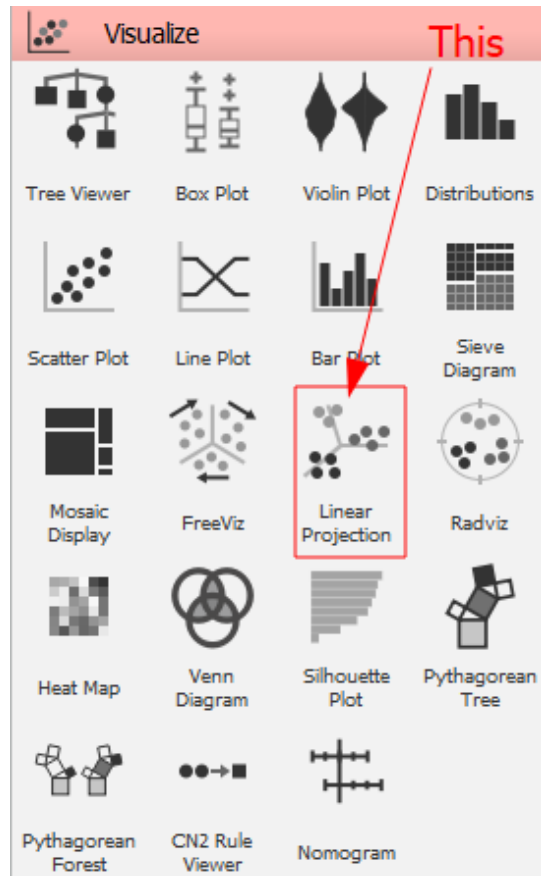 Visualize
This
Tree Viewer
Box Plot
Violin Plot
Distributions
Scatter Plot
Line Plot
Bar Plot
Sieve
Diagram
Mosaic
Display
FreeViz
Linear
Projection
Radviz
Heat Map
Venn
Diagram
Silhouette
Plot
Pythagorean
Tree
Pythagorean
Forest
CN2 Rule
Viewer
Nomogram